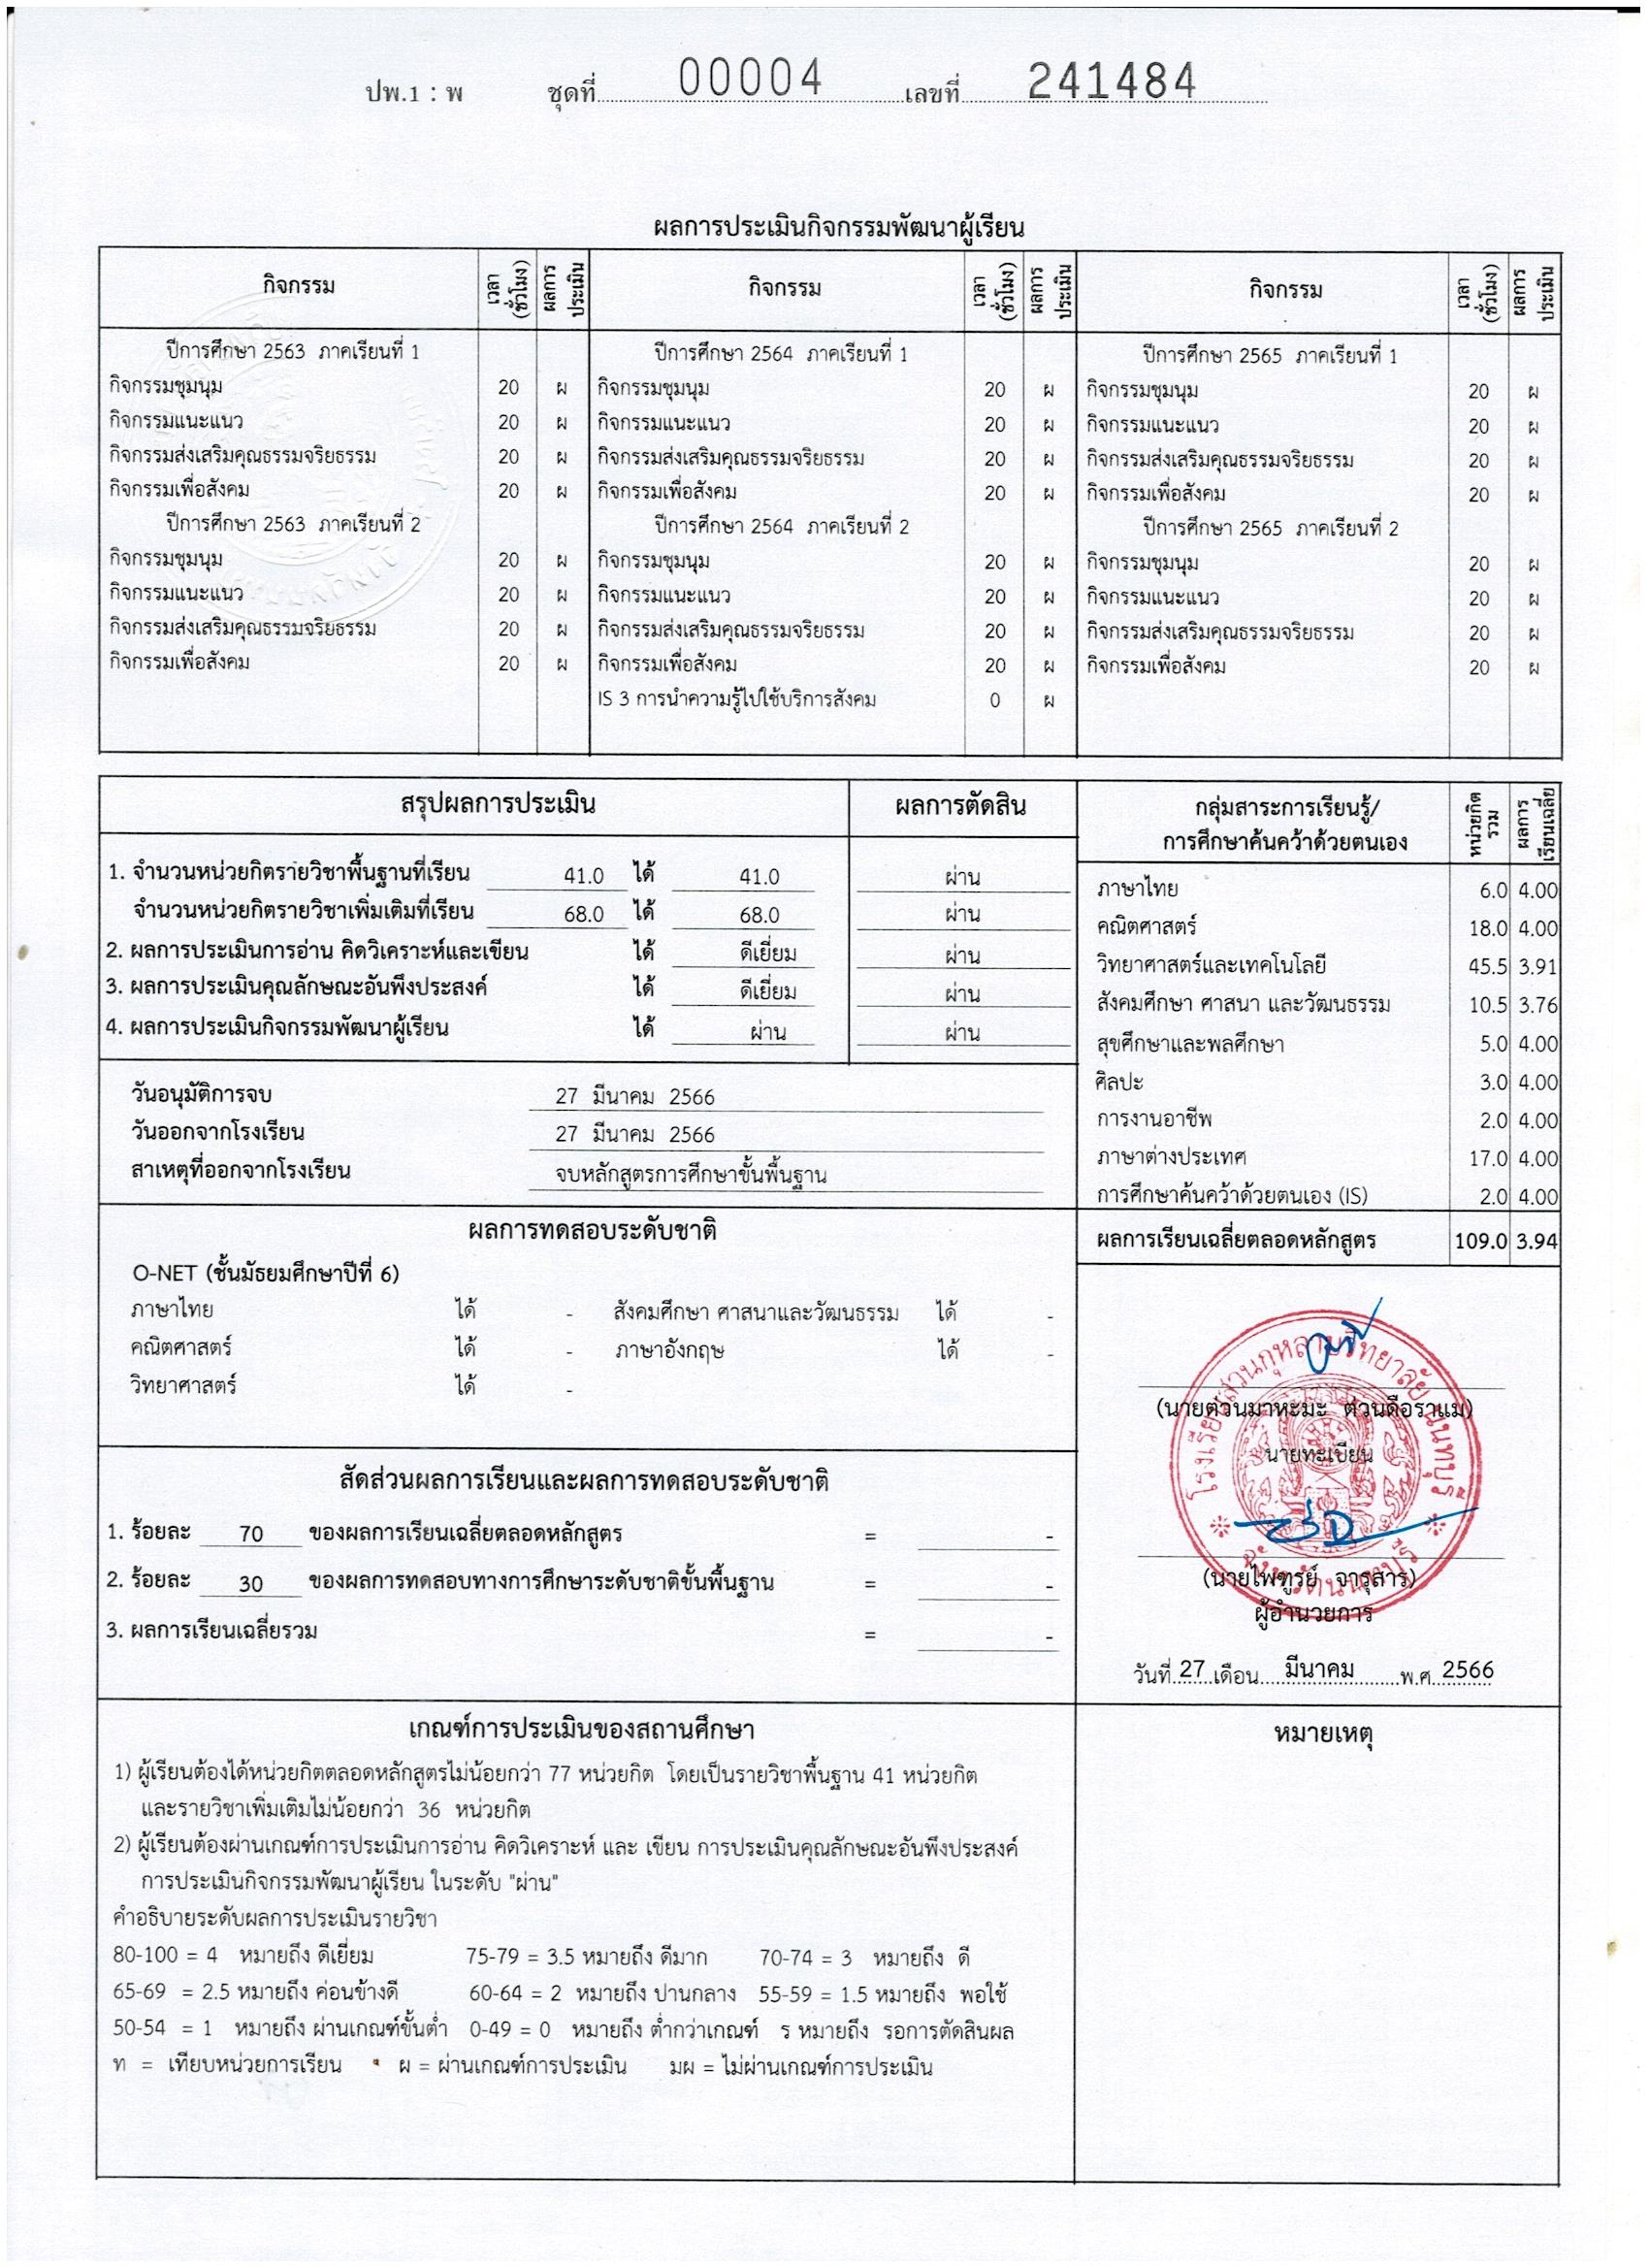 ปพ.1 : พ ชุดที่ 00004 เลขที่ 241484
ผลการประเมินกิจกรรมพัฒนาผู้เรียน
กิจกรรม เวลา (ชั่วโมง) ผลการประเมิน กิจกรรม เวลา (ชั่วโมง) ผลการประเมิน กิจกรรม เวลา (ชั่วโมง) ผลการประเมิน
ปีการศึกษา 2563 ภาคเรียนที่ 1 ปีการศึกษา 2564 ภาคเรียนที่ 1 ปีการศึกษา 2565 ภาคเรียนที่ 1
กิจกรรมชุมนุม 20 ผ กิจกรรมชุมนุม 20 ผ กิจกรรมชุมนุม 20 ผ
กิจกรรมแนะแนว 20 ผ กิจกรรมแนะแนว 20 ผ กิจกรรมแนะแนว 20 ผ
กิจกรรมส่งเสริมคุณธรรมจริยธรรม 20 ผ กิจกรรมส่งเสริมคุณธรรมจริยธรรม 20 ผ กิจกรรมส่งเสริมคุณธรรมจริยธรรม 20 ผ
กิจกรรมเพื่อสังคม 20 ผ กิจกรรมเพื่อสังคม 20 ผ กิจกรรมเพื่อสังคม 20 ผ
ปีการศึกษา 2563 ภาคเรียนที่ 2 ปีการศึกษา 2564 ภาคเรียนที่ 2 ปีการศึกษา 2565 ภาคเรียนที่ 2
กิจกรรมชุมนุม 20 ผ กิจกรรมชุมนุม 20 ผ กิจกรรมชุมนุม 20 ผ
กิจกรรมแนะแนว 20 ผ กิจกรรมแนะแนว 20 ผ กิจกรรมแนะแนว 20 ผ
กิจกรรมส่งเสริมคุณธรรมจริยธรรม 20 ผ กิจกรรมส่งเสริมคุณธรรมจริยธรรม 20 ผ กิจกรรมส่งเสริมคุณธรรมจริยธรรม 20 ผ
กิจกรรมเพื่อสังคม 20 ผ กิจกรรมเพื่อสังคม 20 ผ กิจกรรมเพื่อสังคม 20 ผ
IS 3 การนำความรู้ไปใช้บริการสังคม 0 ผ
สรุปผลการประเมิน ผลการตัดสิน
1. จำนวนหน่วยกิตรายวิชาพื้นฐานที่เรียน 41.0 ได้ 41.0 ผ่าน
จำนวนหน่วยกิตรายวิชาเพิ่มเติมที่เรียน 68.0 ได้ 68.0 ผ่าน
2. ผลการประเมินการอ่าน คิดวิเคราะห์และเขียน ได้ ดีเยี่ยม ผ่าน
3. ผลการประเมินคุณลักษณะอันพึงประสงค์ ได้ ดีเยี่ยม ผ่าน
4. ผลการประเมินกิจกรรมพัฒนาผู้เรียน ได้ ผ่าน ผ่าน
วันอนุมัติการจบ 27 มีนาคม 2566
วันออกจากโรงเรียน 27 มีนาคม 2566
สาเหตุที่ออกจากโรงเรียน จบหลักสูตรการศึกษาขั้นพื้นฐาน
กลุ่มสาระการเรียนรู้/ หน่วยกิตรวม ผลการเรียนเฉลี่ย
การศึกษาค้นคว้าด้วยตนเอง
ภาษาไทย 6.0 4.00
คณิตศาสตร์ 18.0 4.00
วิทยาศาสตร์และเทคโนโลยี 45.5 3.91
สังคมศึกษา ศาสนา และวัฒนธรรม 10.5 3.76
สุขศึกษาและพลศึกษา 5.0 4.00
ศิลปะ 3.0 4.00
การงานอาชีพ 2.0 4.00
ภาษาต่างประเทศ 17.0 4.00
การศึกษาค้นคว้าด้วยตนเอง (IS) 2.0 4.00
ผลการเรียนเฉลี่ยตลอดหลักสูตร 109.0 3.94
ผลการทดสอบระดับชาติ
O-NET (ชั้นมัธยมศึกษาปีที่ 6)
ภาษาไทย ได้ - สังคมศึกษา ศาสนาและวัฒนธรรม ได้ -
คณิตศาสตร์ ได้ - ภาษาอังกฤษ ได้ -
วิทยาศาสตร์ ได้ -
สัดส่วนผลการเรียนและผลการทดสอบระดับชาติ
1. ร้อยละ 70 ของผลการเรียนเฉลี่ยตลอดหลักสูตร = -
2. ร้อยละ 30 ของผลการทดสอบทางการศึกษาระดับชาติขั้นพื้นฐาน = -
3. ผลการเรียนเฉลี่ยรวม = -
โรงเรียนสวนกุหลาบวิทยาลัย นนทบุรี
จังหวัดนนทบุรี
(นายต่วนมาหะมะ ต่วนดือราแม)
นายทะเบียน
(นายไพฑูรย์ จารุสาร)
ผู้อำนวยการ
วันที่ 27 เดือน มีนาคม พ.ศ. 2566
เกณฑ์การประเมินของสถานศึกษา
1) ผู้เรียนต้องได้หน่วยกิตตลอดหลักสูตรไม่น้อยกว่า 77 หน่วยกิต โดยเป็นรายวิชาพื้นฐาน 41 หน่วยกิต
และรายวิชาเพิ่มเติมไม่น้อยกว่า 36 หน่วยกิต
2) ผู้เรียนต้องผ่านเกณฑ์การประเมินการอ่าน คิดวิเคราะห์ และ เขียน การประเมินคุณลักษณะอันพึงประสงค์
การประเมินกิจกรรมพัฒนาผู้เรียน ในระดับ "ผ่าน"
คำอธิบายระดับผลการประเมินรายวิชา
80-100 = 4 หมายถึง ดีเยี่ยม 75-79 = 3.5 หมายถึง ดีมาก 70-74 = 3 หมายถึง ดี
65-69 = 2.5 หมายถึง ค่อนข้างดี 60-64 = 2 หมายถึง ปานกลาง 55-59 = 1.5 หมายถึง พอใช้
50-54 = 1 หมายถึง ผ่านเกณฑ์ขั้นต่ำ 0-49 = 0 หมายถึง ต่ำกว่าเกณฑ์ ร หมายถึง รอการตัดสินผล
ท = เทียบหน่วยการเรียน ผ = ผ่านเกณฑ์การประเมิน มผ = ไม่ผ่านเกณฑ์การประเมิน
หมายเหตุ